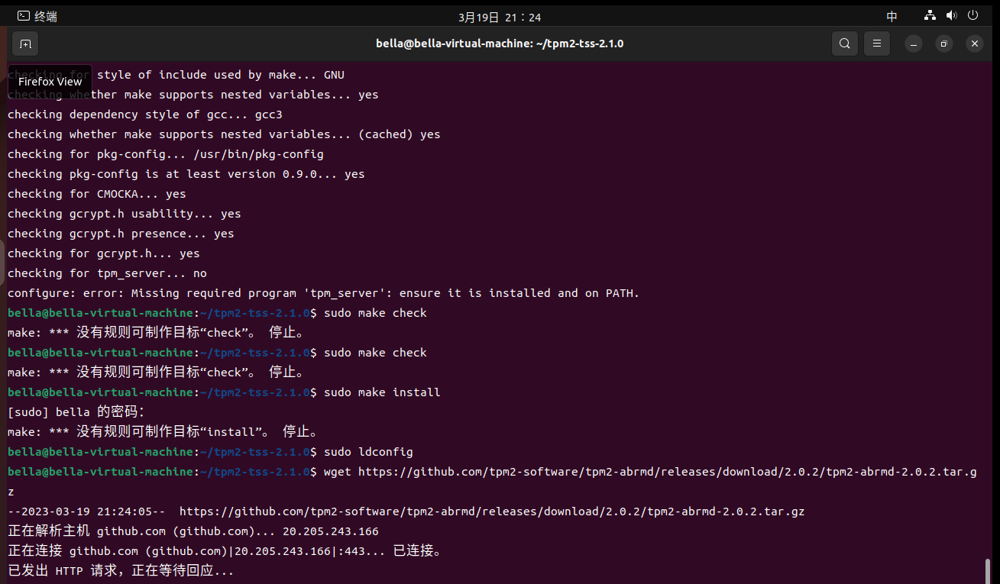 终端
3月19日 21：24
中
bella@bella-virtual-machine: ~/tpm2-tss-2.1.0
Firefox View
checking for style of include used by make... GNU
checking whether make supports nested variables... yes
checking dependency style of gcc... gcc3
checking whether make supports nested variables... (cached) yes
checking for pkg-config... /usr/bin/pkg-config
checking pkg-config is at least version 0.9.0... yes
checking for CMOCKA... yes
checking gcrypt.h usability... yes
checking gcrypt.h presence... yes
checking for gcrypt.h... yes
checking for tpm_server... no
configure: error: Missing required program 'tpm_server': ensure it is installed and on PATH.
bella@bella-virtual-machine:~/tpm2-tss-2.1.0$ sudo make check
make: *** 没有规则可制作目标“check”。 停止。
bella@bella-virtual-machine:~/tpm2-tss-2.1.0$ sudo make check
make: *** 没有规则可制作目标“check”。 停止。
bella@bella-virtual-machine:~/tpm2-tss-2.1.0$ sudo make install
[sudo] bella 的密码：
make: *** 没有规则可制作目标“install”。 停止。
bella@bella-virtual-machine:~/tpm2-tss-2.1.0$ sudo ldconfig
bella@bella-virtual-machine:~/tpm2-tss-2.1.0$ wget https://github.com/tpm2-software/tpm2-abrmd/releases/download/2.0.2/tpm2-abrmd-2.0.2.tar.g
z
--2023-03-19 21:24:05-- https://github.com/tpm2-software/tpm2-abrmd/releases/download/2.0.2/tpm2-abrmd-2.0.2.tar.gz
正在解析主机 github.com (github.com)... 20.205.243.166
正在连接 github.com (github.com)|20.205.243.166|:443... 已连接。
已发出 HTTP 请求，正在等待回应...